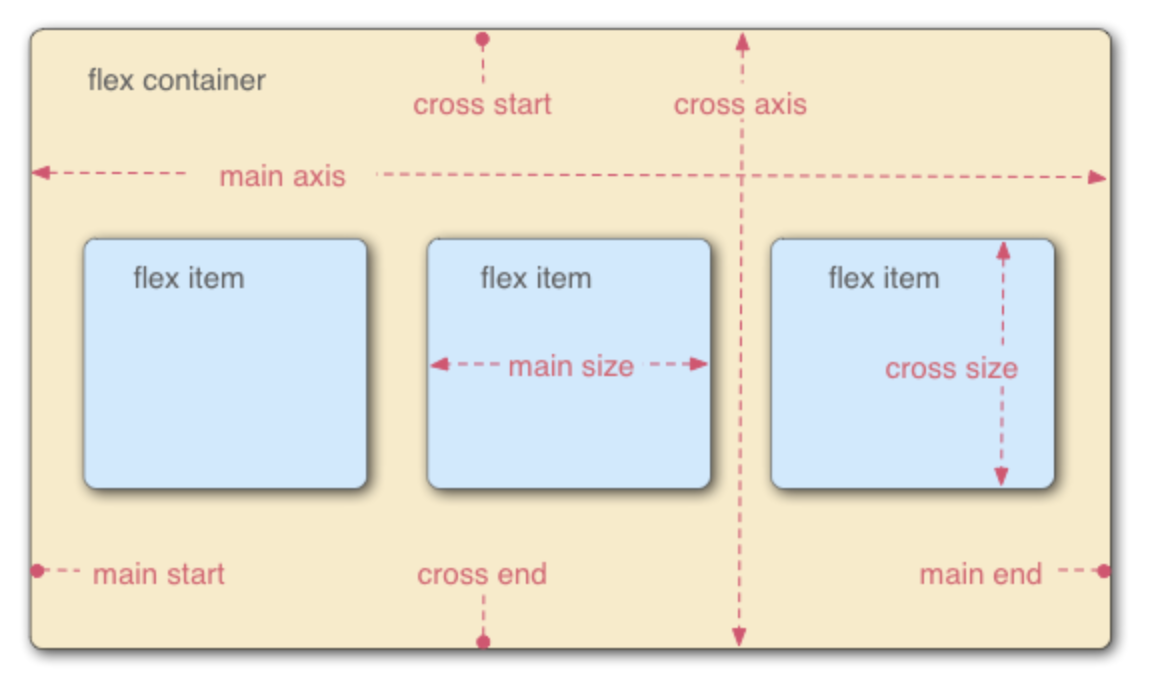 flex container
cross start
cross axis
main axis
flex item
flex item
flex item
main size
cross size
main start
cross end
main end